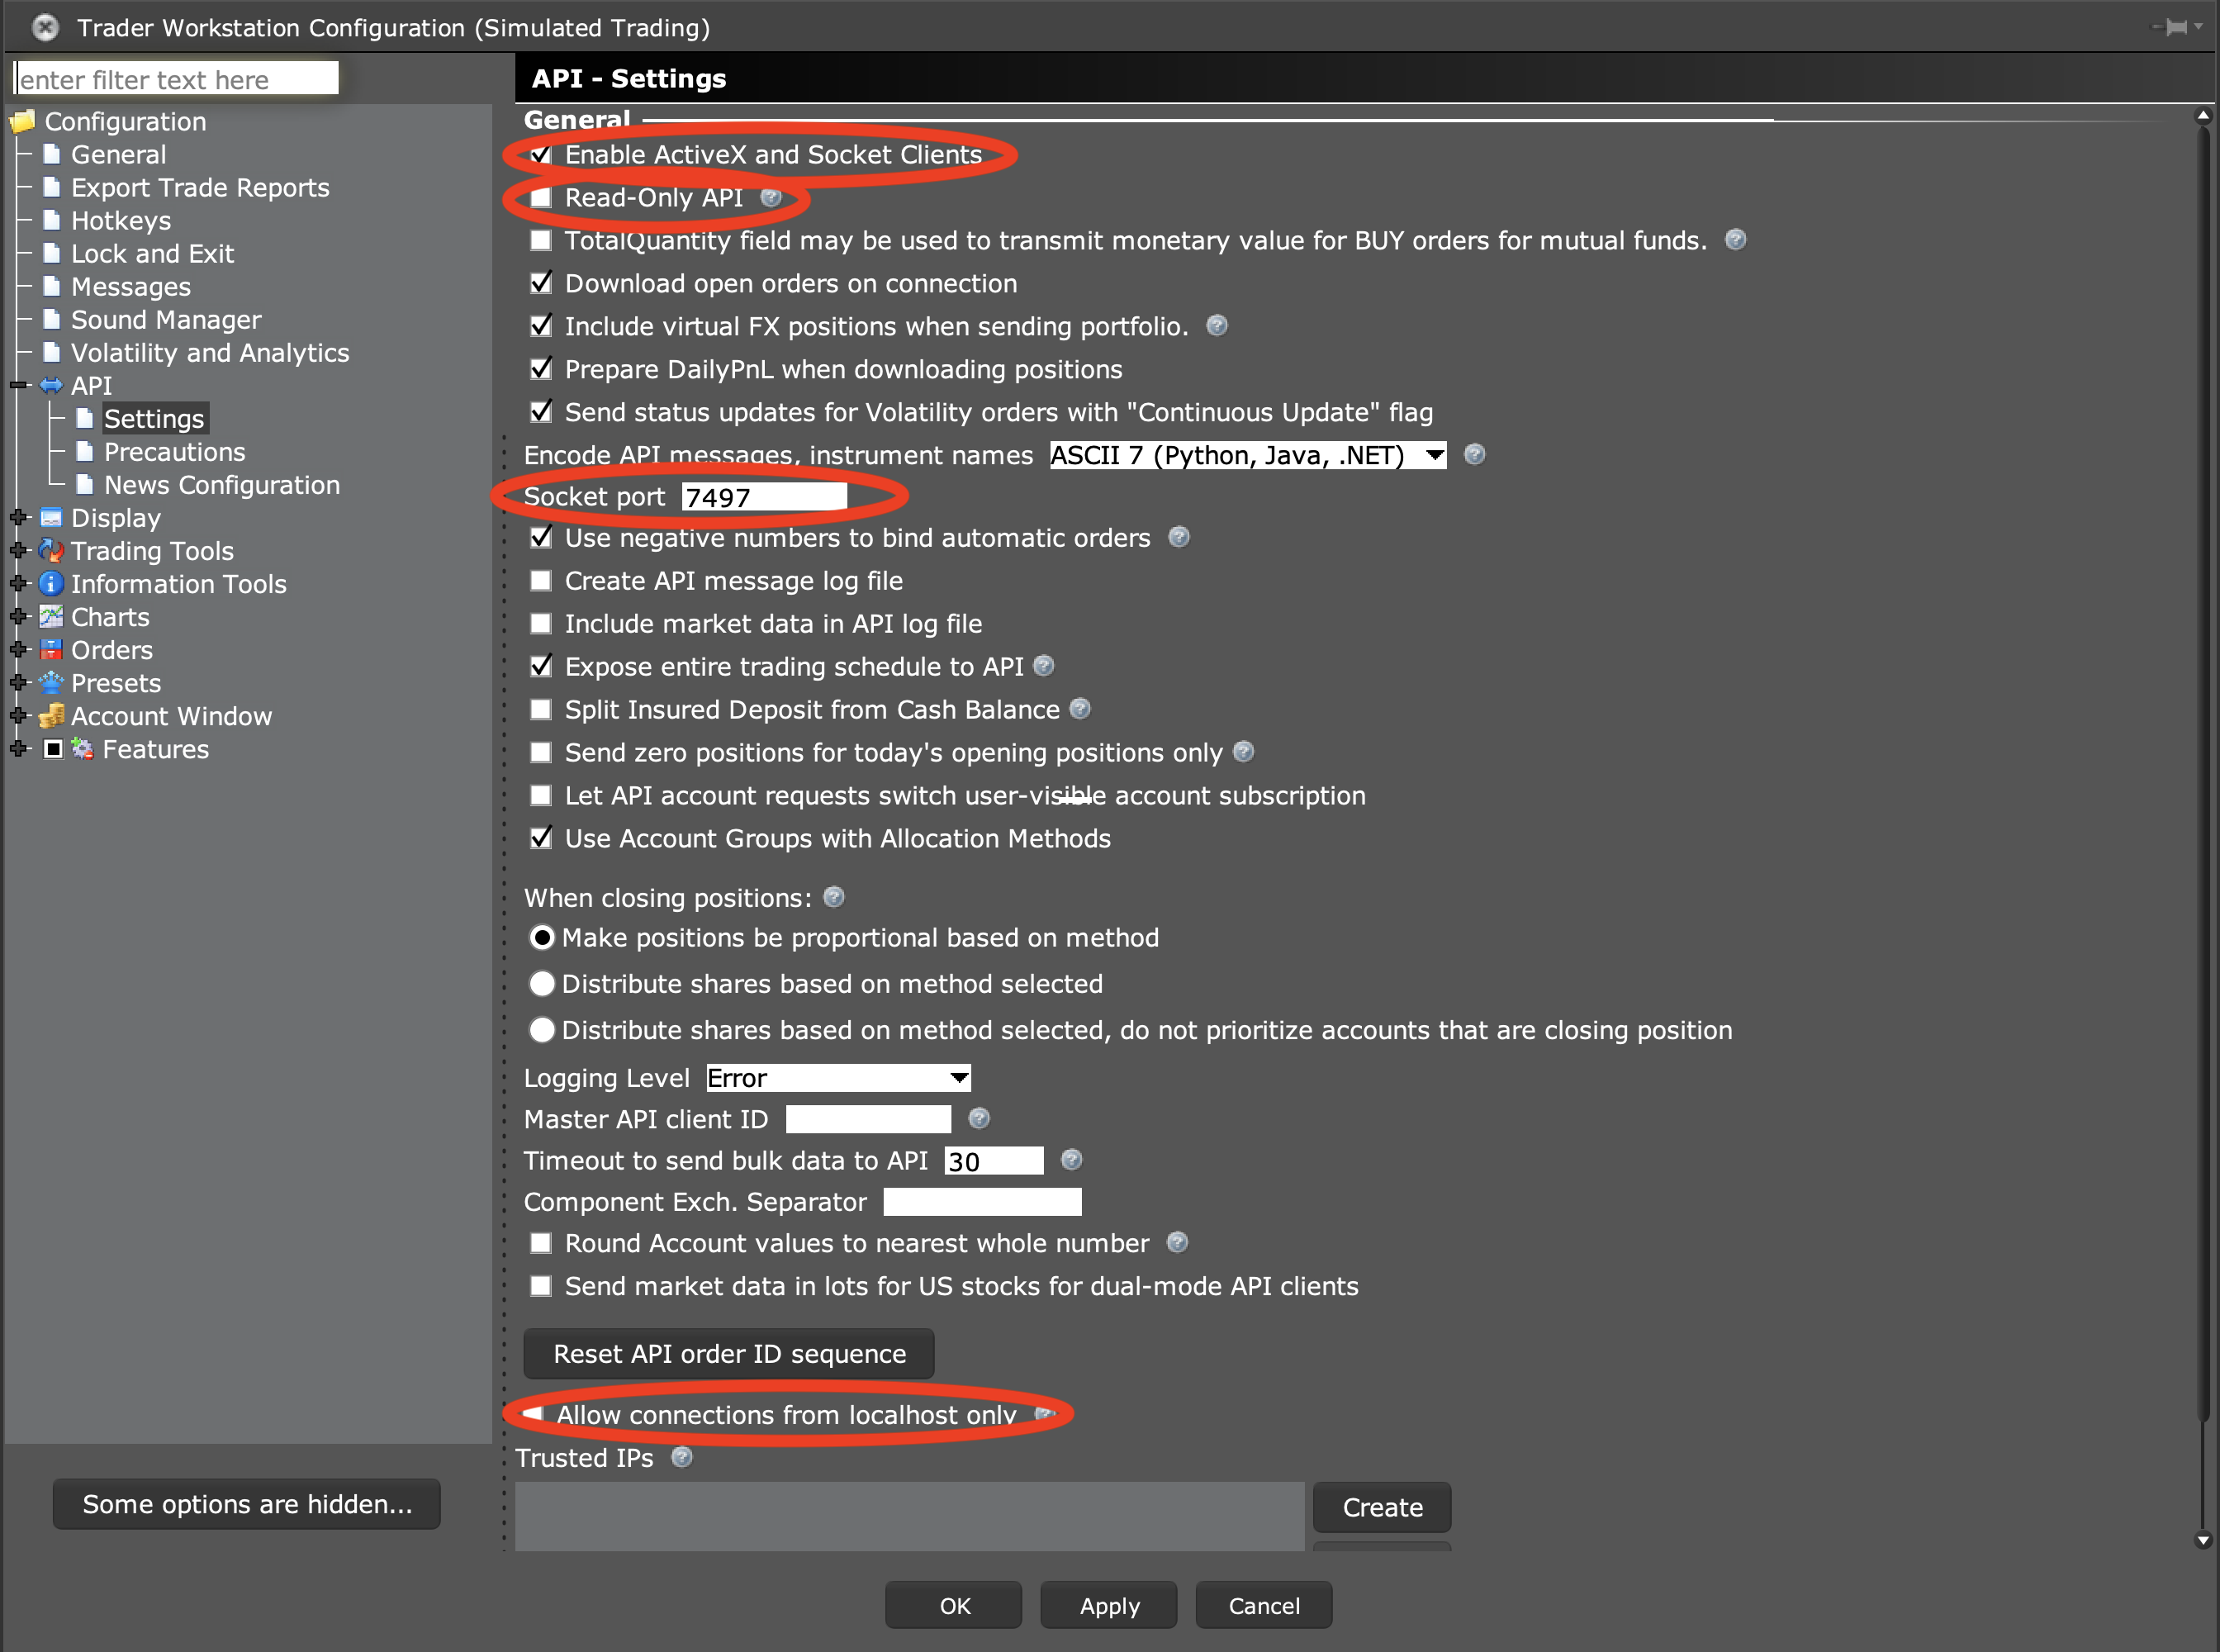 Trader Workstation Configuration (Simulated Trading)
enter filter text here
Configuration
General
Export Trade Reports
Hotkeys
Lock and Exit
Messages
Sound Manager
Volatility and Analytics
API
Settings
Precautions
News Configuration
Display
Trading Tools
Information Tools
Charts
Orders
Presets
Account Window
Features
Some options are hidden...
API - Settings
General
Enable ActiveX and Socket Clients
Read-Only API
TotalQuantity field may be used to transmit monetary value for BUY orders for mutual funds.
Download open orders on connection
Include virtual FX positions when sending portfolio.
Prepare DailyPnL when downloading positions
Send status updates for Volatility orders with "Continuous Update" flag
Encode API messages, instrument names ASCII 7 (Python, Java, .NET)
Socket port 7497
Use negative numbers to bind automatic orders
Create API message log file
Include market data in API log file
Expose entire trading schedule to API
Split Insured Deposit from Cash Balance
Send zero positions for today's opening positions only
Let API account requests switch user-visible account subscription
Use Account Groups with Allocation Methods
When closing positions:
Make positions be proportional based on method
Distribute shares based on method selected
Distribute shares based on method selected, do not prioritize accounts that are closing position
Logging Level Error
Master API client ID
Timeout to send bulk data to API 30
Component Exch. Separator
Round Account values to nearest whole number
Send market data in lots for US stocks for dual-mode API clients
Reset API order ID sequence
Allow connections from localhost only
Trusted IPs
Create
OK Apply Cancel